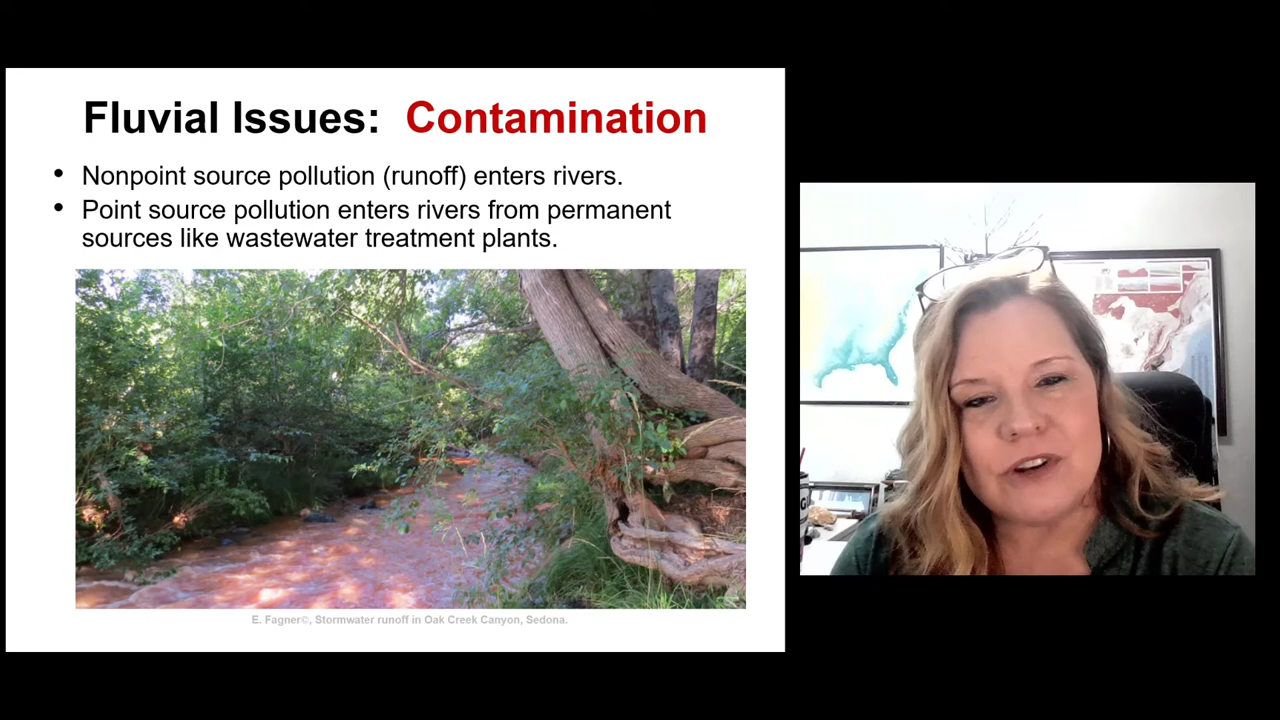 Fluvial Issues: Contamination
• Nonpoint source pollution (runoff) enters rivers.
• Point source pollution enters rivers from permanent
sources like wastewater treatment plants.
E. Fagner©, Stormwater runoff in Oak Creek Canyon, Sedona.